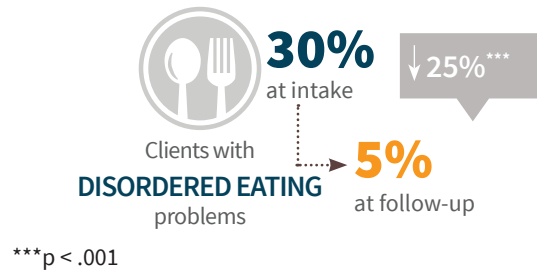 30%
at intake
↓ 25%***
Clients with
DISORDERED EATING
problems
5%
at follow-up
***p < .001